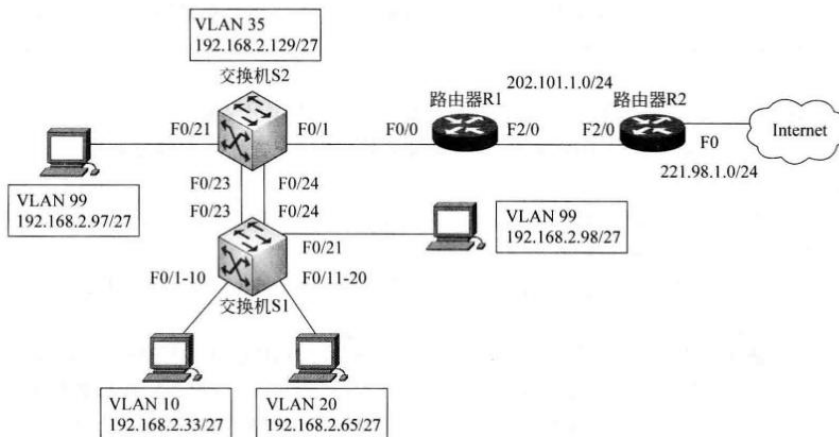 VLAN 35
192.168.2.129/27
交换机S2
202.101.1.0/24
路由器R1
路由器R2
F0/21
F0/1
F0/0
F2/0
F2/0
F0
Internet
221.98.1.0/24
VLAN 99
192.168.2.97/27
F0/23
F0/24
F0/23
F0/24
VLAN 99
192.168.2.98/27
F0/21
F0/1-10
F0/11-20
交换机S1
VLAN 10
192.168.2.33/27
VLAN 20
192.168.2.65/27